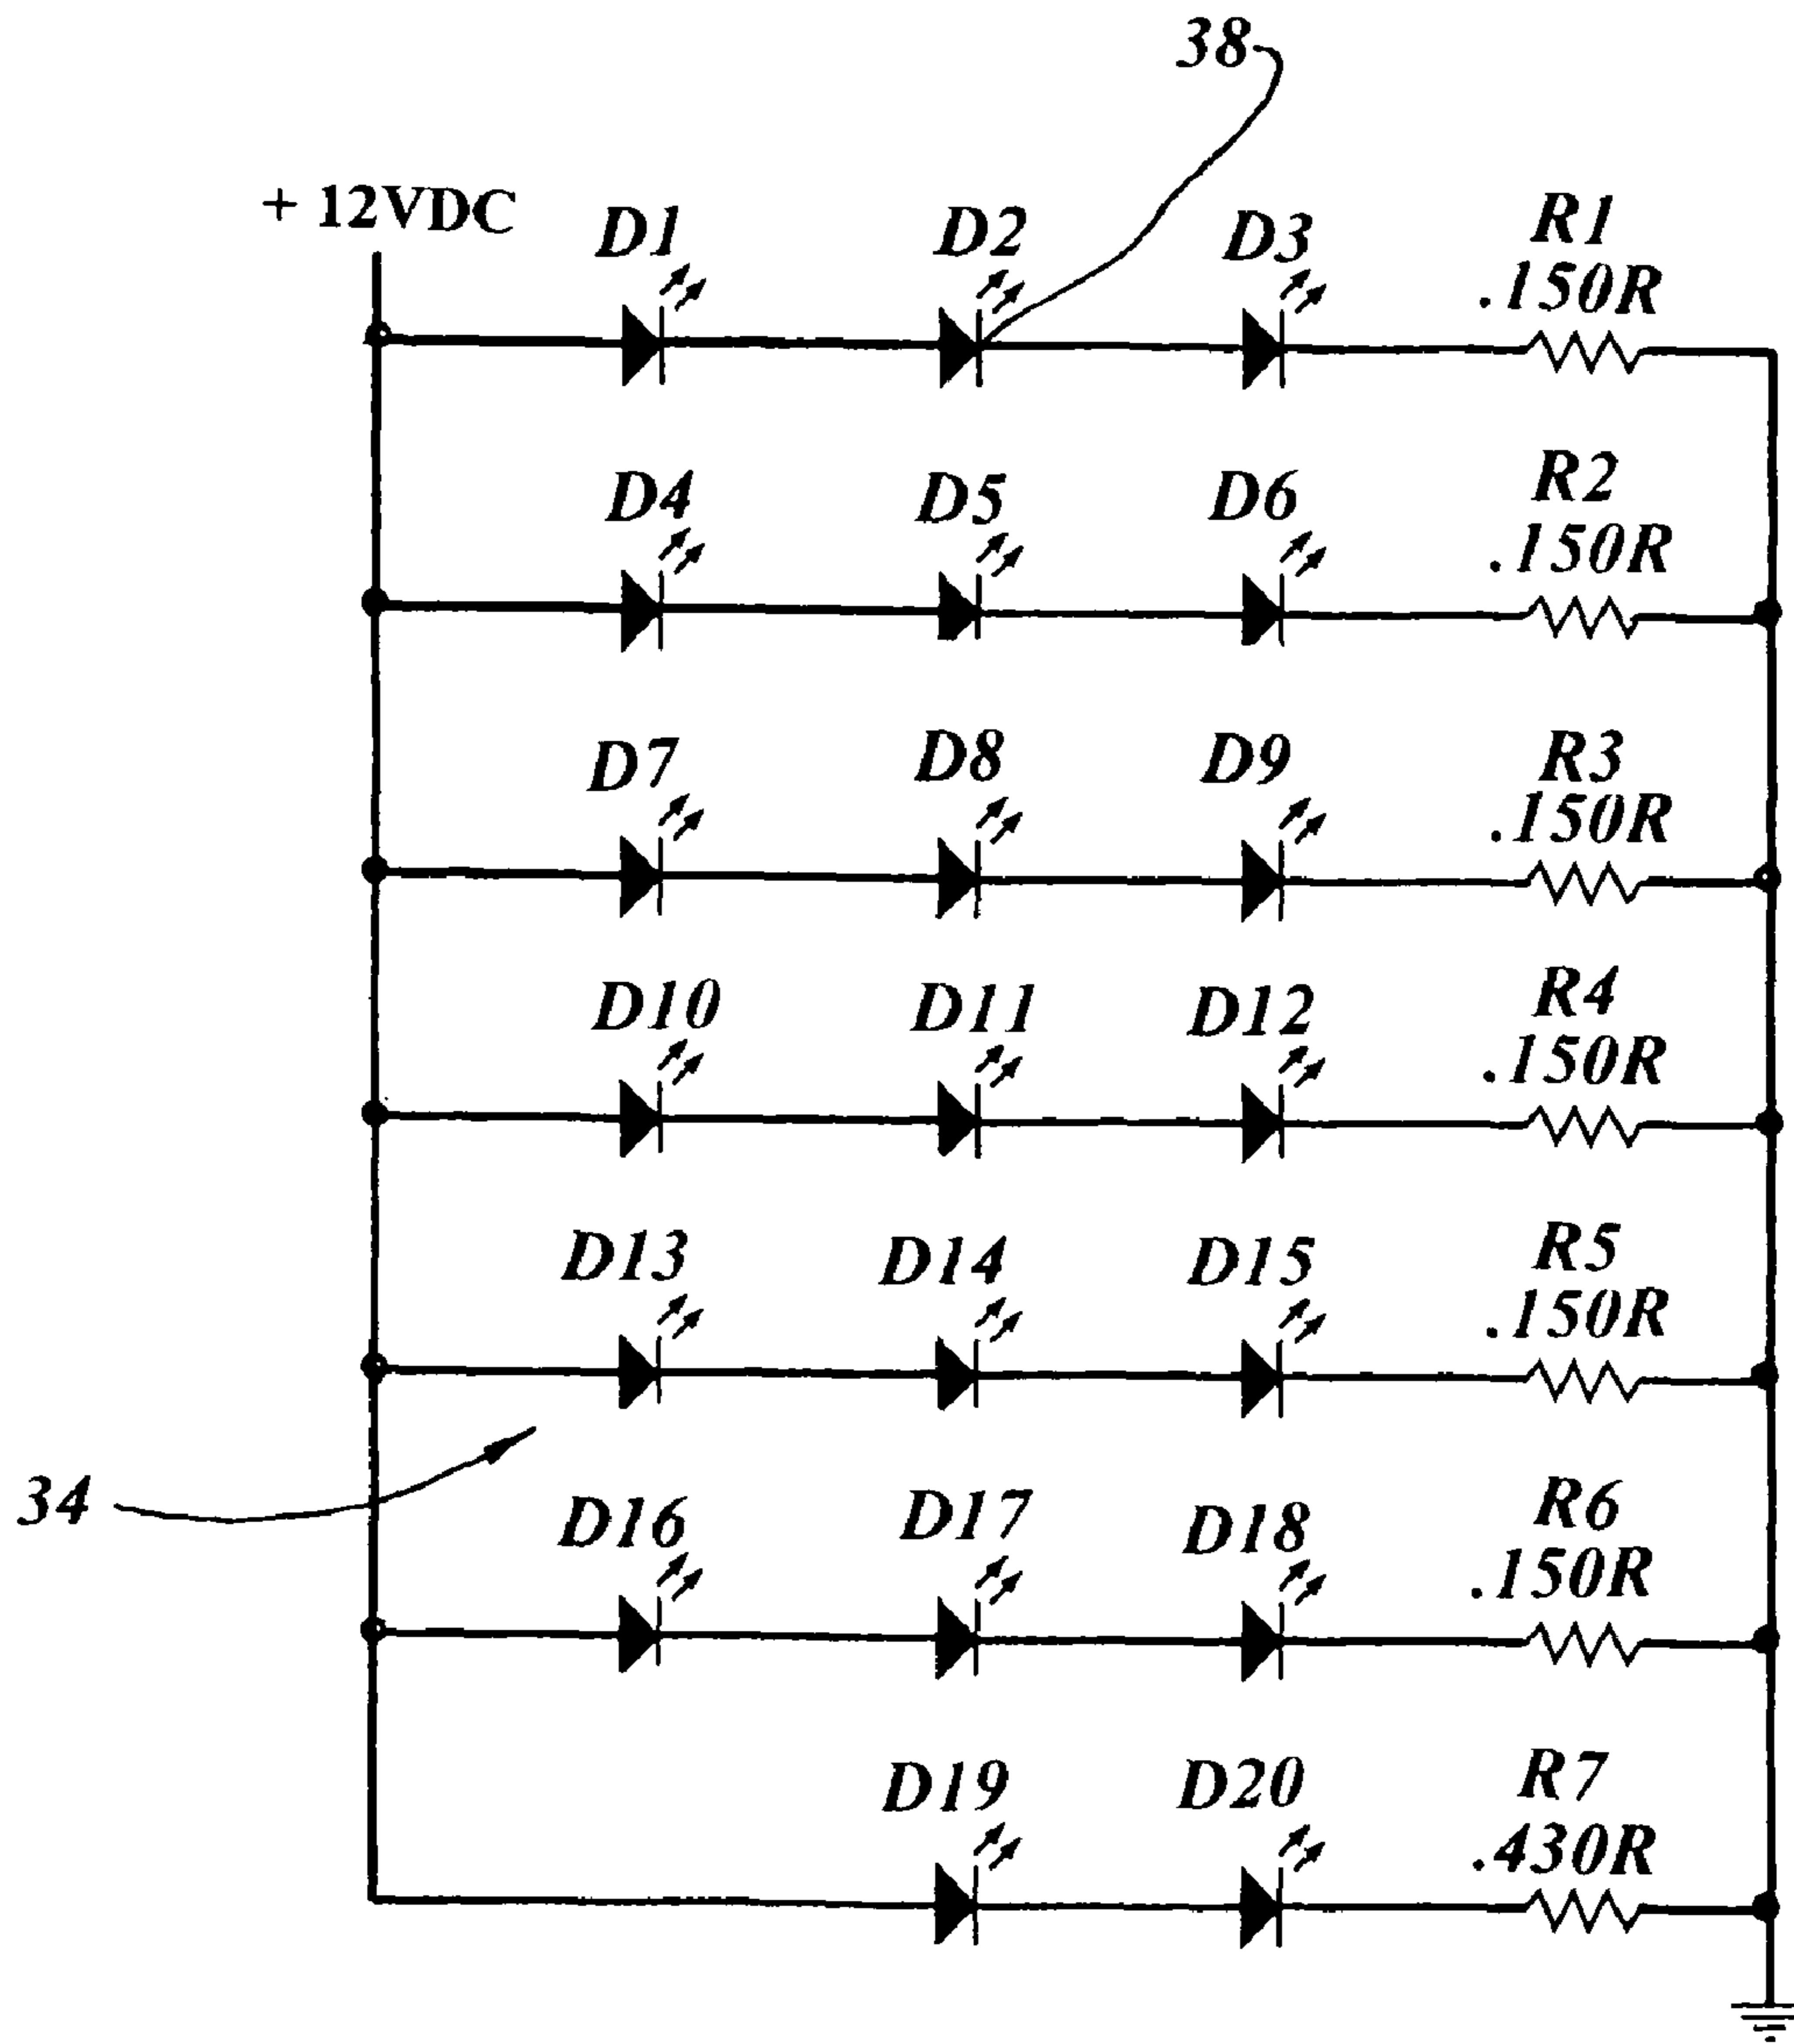 38
+ 12VDC
D1 D2 D3 R1
.150R
D4 D5 D6 R2
.150R
D7 D8 D9 R3
.150R
D10 D11 D12 R4
.150R
D13 D14 D15 R5
.150R
34
D16 D17 D18 R6
.150R
D19 D20 R7
.430R